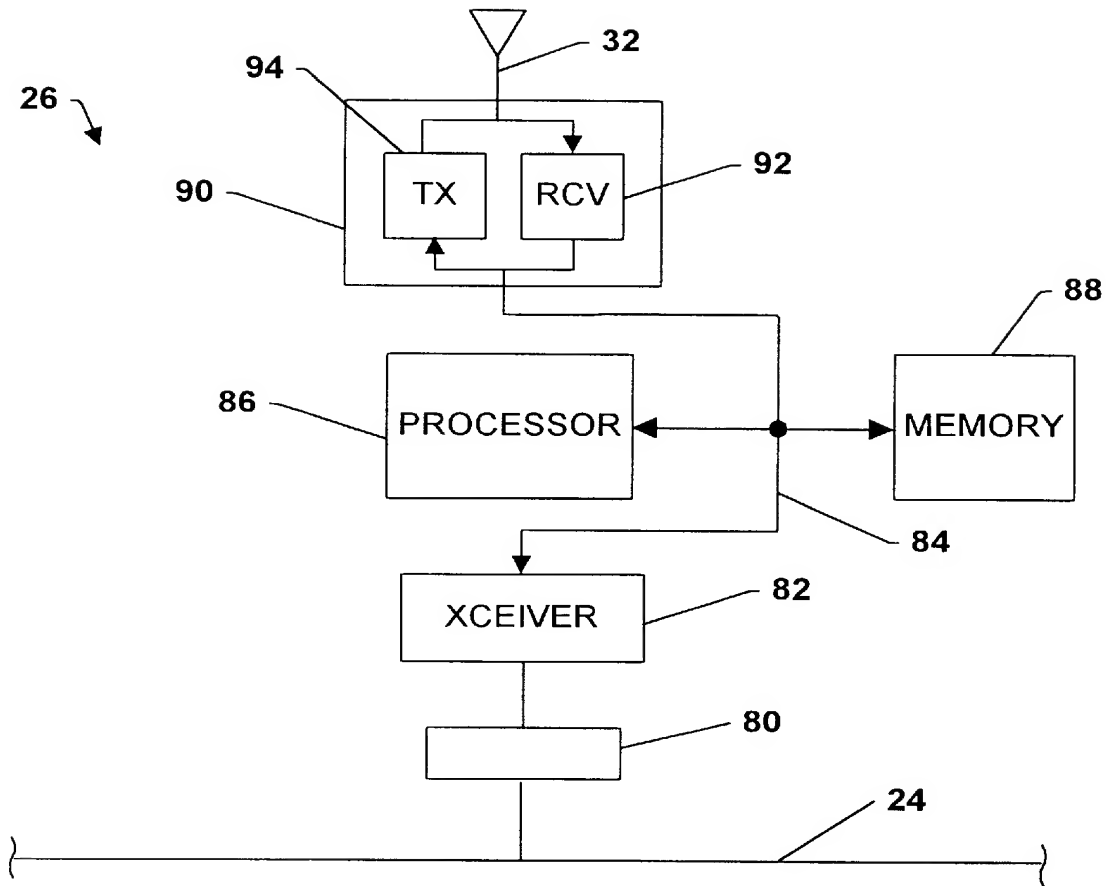 32
94
26
TX
RCV
92
90
88
86
PROCESSOR
MEMORY
84
82
XCEIVER
80
24